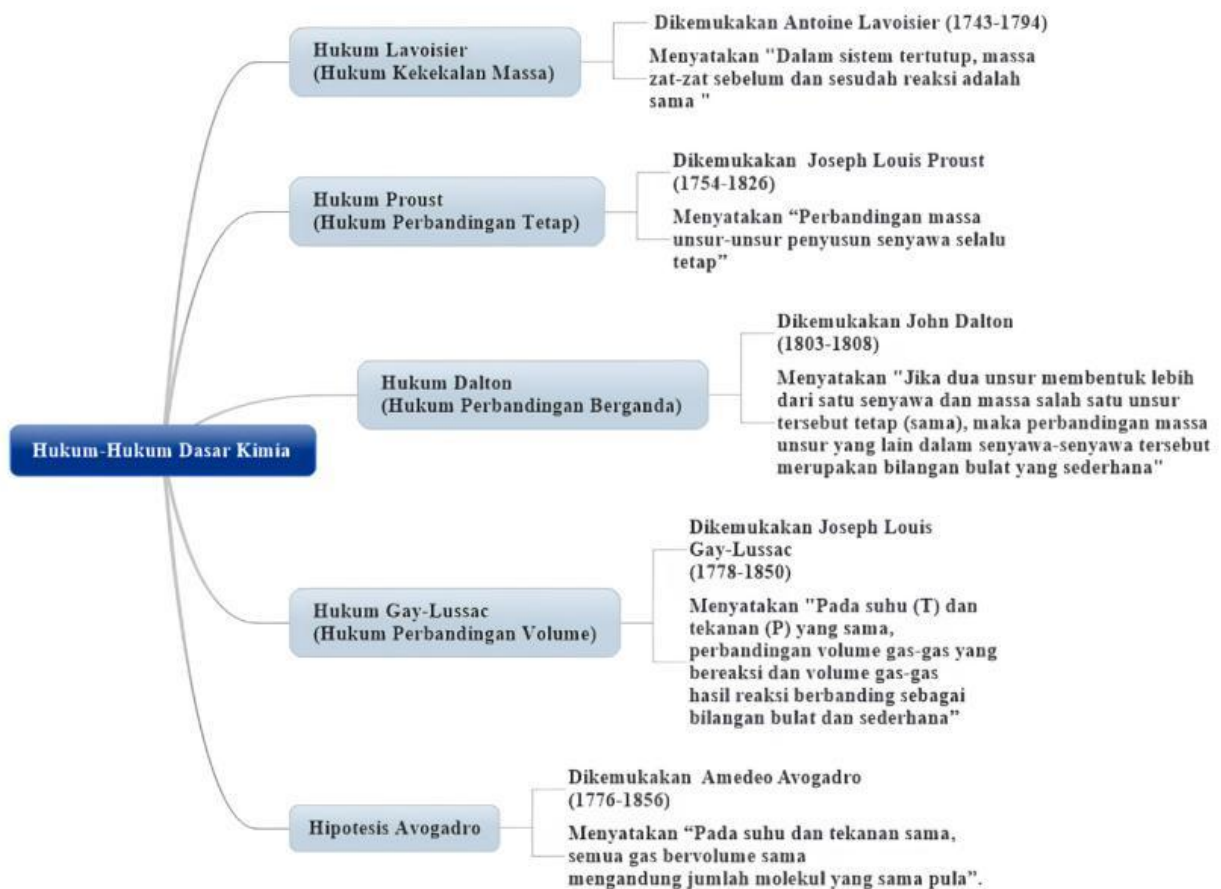 Hukum-Hukum Dasar Kimia
Hukum Lavoisier
(Hukum Kekekalan Massa)
Dikemukakan Antoine Lavoisier (1743-1794)
Menyatakan "Dalam sistem tertutup, massa
zat-zat sebelum dan sesudah reaksi adalah
sama "
Hukum Proust
(Hukum Perbandingan Tetap)
Dikemukakan Joseph Louis Proust
(1754-1826)
Menyatakan “Perbandingan massa
unsur-unsur penyusun senyawa selalu
tetap”
Hukum Dalton
(Hukum Perbandingan Berganda)
Dikemukakan John Dalton
(1803-1808)
Menyatakan "Jika dua unsur membentuk lebih
dari satu senyawa dan massa salah satu unsur
tersebut tetap (sama), maka perbandingan massa
unsur yang lain dalam senyawa-senyawa tersebut
merupakan bilangan bulat yang sederhana"
Hukum Gay-Lussac
(Hukum Perbandingan Volume)
Dikemukakan Joseph Louis
Gay-Lussac
(1778-1850)
Menyatakan "Pada suhu (T) dan
tekanan (P) yang sama,
perbandingan volume gas-gas yang
bereaksi dan volume gas-gas
hasil reaksi berbanding sebagai
bilangan bulat dan sederhana”
Hipotesis Avogadro
Dikemukakan Amedeo Avogadro
(1776-1856)
Menyatakan “Pada suhu dan tekanan sama,
semua gas bervolume sama
mengandung jumlah molekul yang sama pula”.